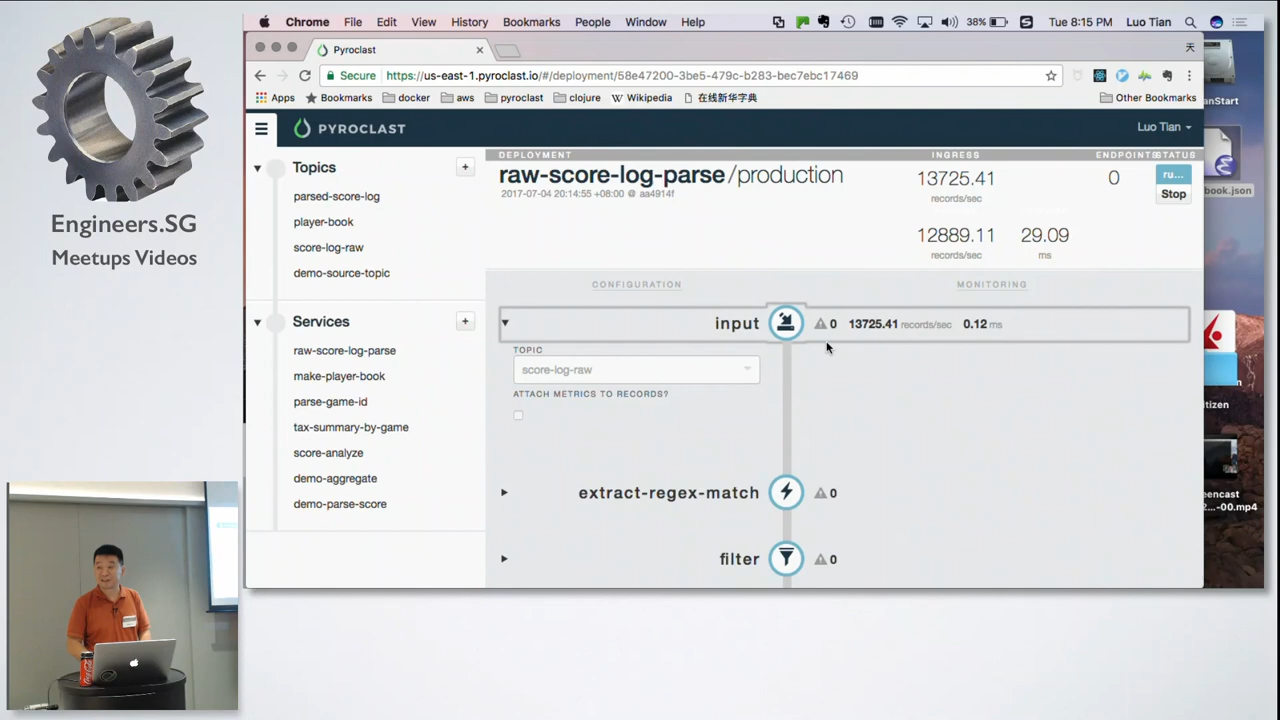 Engineers.SG
Meetups Videos
Chrome File Edit View History Bookmarks People Window Help 38% Tue 8:15 PM Luo Tian
Pyroclast
天
Secure https://us-east-1.pyroclast.io/#/deployment/58e47200-3be5-479c-b283-bec7ebc17469
Apps Bookmarks docker aws pyroclast clojure Wikipedia 在线新华字典 Other Bookmarks
PYROCLAST Luo Tian
Topics +
parsed-score-log
player-book
score-log-raw
demo-source-topic
Services +
raw-score-log-parse
make-player-book
parse-game-id
tax-summary-by-game
score-analyze
demo-aggregate
demo-parse-score
DEPLOYMENT INGRESS ENDPOINTS STATUS
raw-score-log-parse /production 13725.41 0 ru...
2017-07-04 20:14:55 +08:00 @ aa4914f records/sec Stop
12889.11 29.09
records/sec ms
CONFIGURATION MONITORING
input 0 13725.41 records/sec 0.12 ms
TOPIC
score-log-raw
ATTACH METRICS TO RECORDS?
extract-regex-match 0
filter 0
anStart
book.json
itizen
eencast
2...-00.mp4